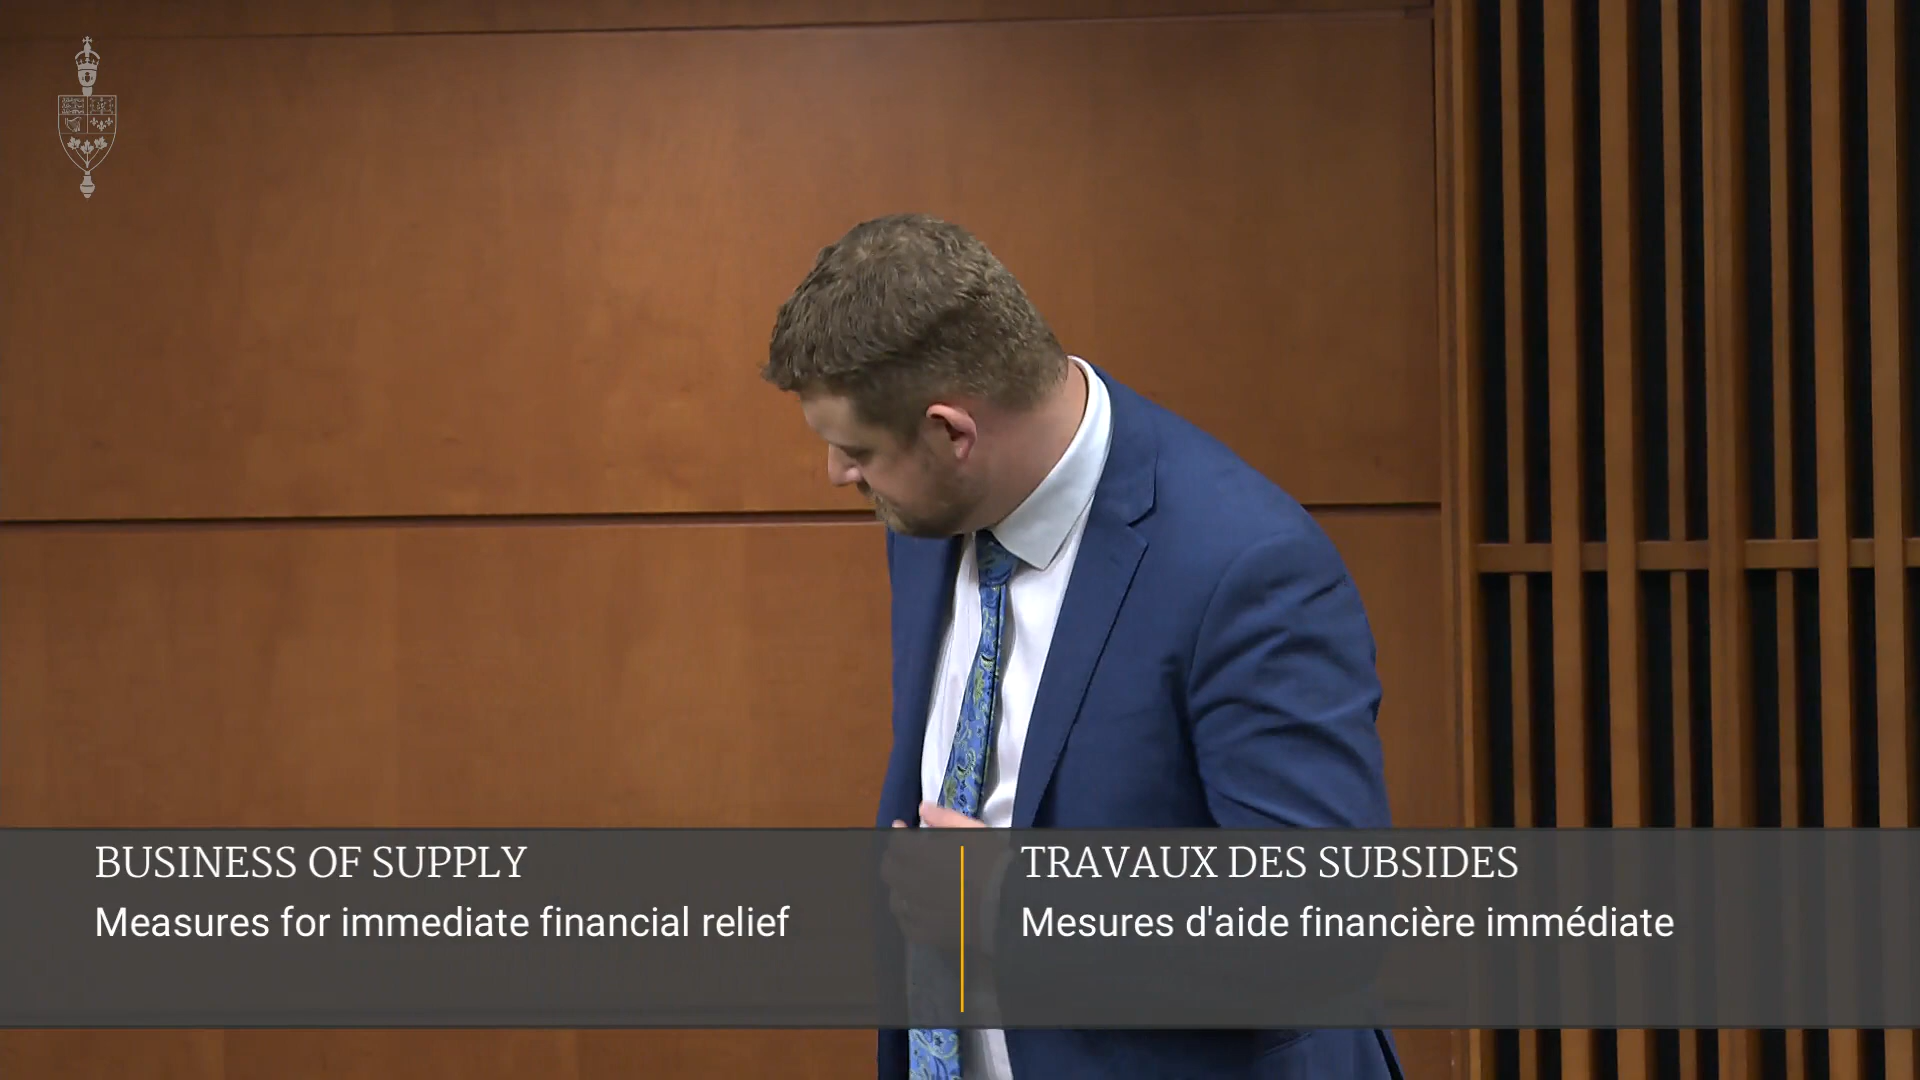 BUSINESS OF SUPPLY
Measures for immediate financial relief
TRAVAUX DES SUBSIDES
Mesures d'aide financière immédiate